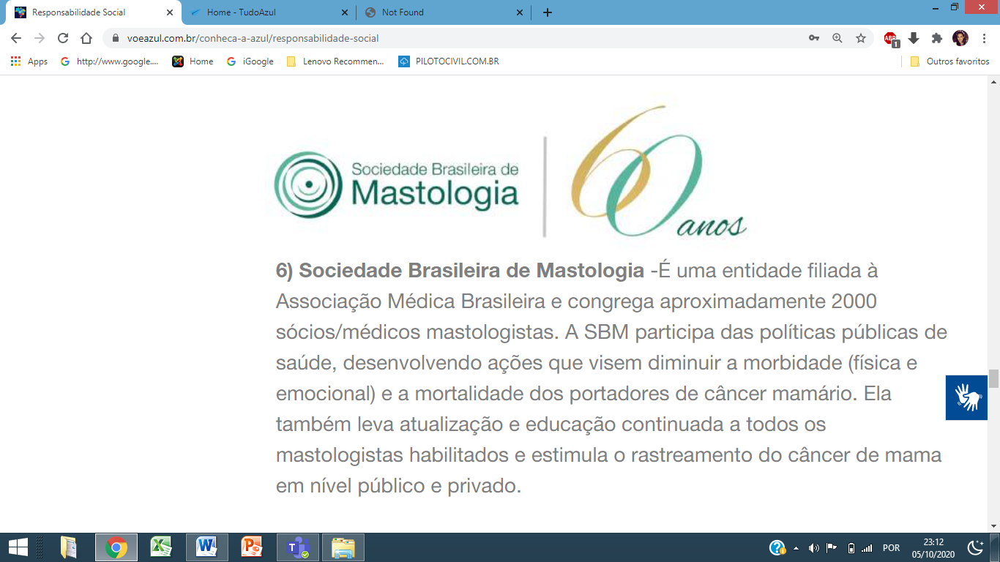 Responsabilidade Social
Home - TudoAzul
Not Found
voeazul.com.br/conheca-a-azul/responsabilidade-social
ABP
1
Apps
http://www.google....
Home
iGoogle
Lenovo Recommen...
PILOTOCIVIL.COM.BR
Outros favoritos
Sociedade Brasileira de
Mastologia
60 anos
6) Sociedade Brasileira de Mastologia -É uma entidade filiada à
Associação Médica Brasileira e congrega aproximadamente 2000
sócios/médicos mastologistas. A SBM participa das políticas públicas de
saúde, desenvolvendo ações que visem diminuir a morbidade (física e
emocional) e a mortalidade dos portadores de câncer mamário. Ela
também leva atualização e educação continuada a todos os
mastologistas habilitados e estimula o rastreamento do câncer de mama
em nível público e privado.
POR
23:12
05/10/2020